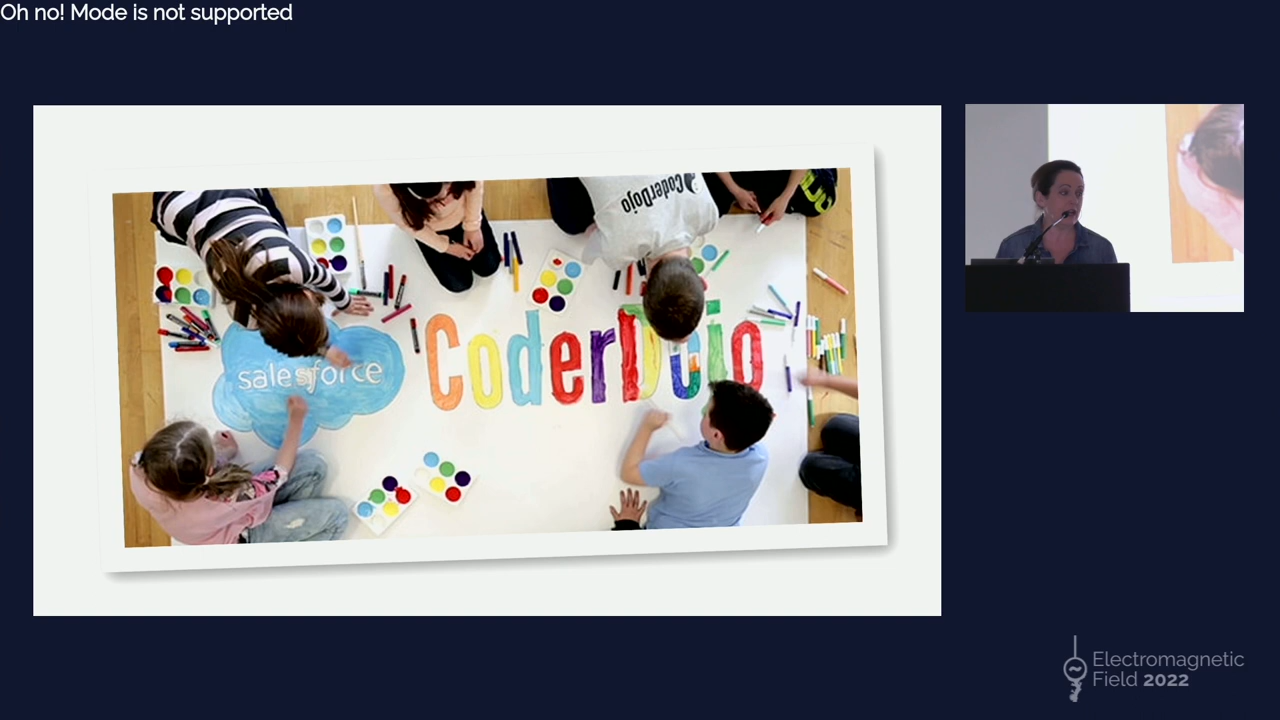 Oh no! Mode is not supported
CoderDojo
salesforce
CoderDojo
Electromagnetic
Field 2022